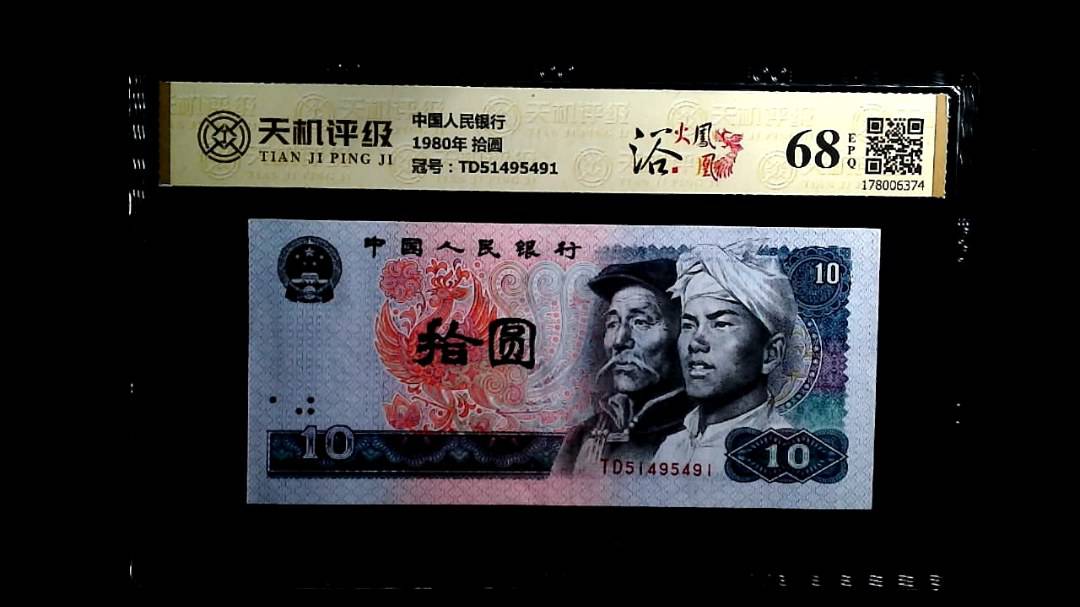 天机评级
TIAN JI PING JI
中国人民银行
1980年 拾圆
冠号：TD51495491
浴火鳳凰
68
EPQ
178006374
中国人民银行
10
拾圆
10
TD51495491
10